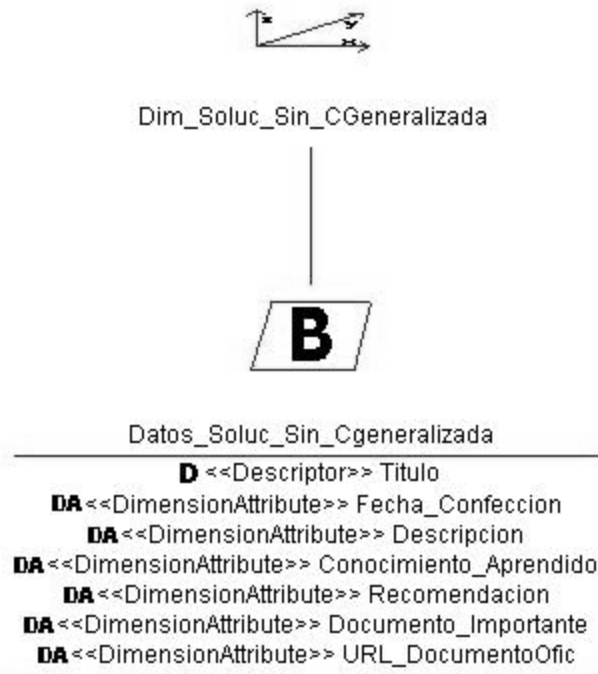 z
y
x
Dim_Soluc_Sin_CGeneralizada
B
Datos_Soluc_Sin_Cgeneralizada
D <<Descriptor>> Titulo
DA <<DimensionAttribute>> Fecha_Confeccion
DA <<DimensionAttribute>> Descripcion
DA <<DimensionAttribute>> Conocimiento_Aprendido
DA <<DimensionAttribute>> Recomendacion
DA <<DimensionAttribute>> Documento_Importante
DA <<DimensionAttribute>> URL_DocumentoOfic